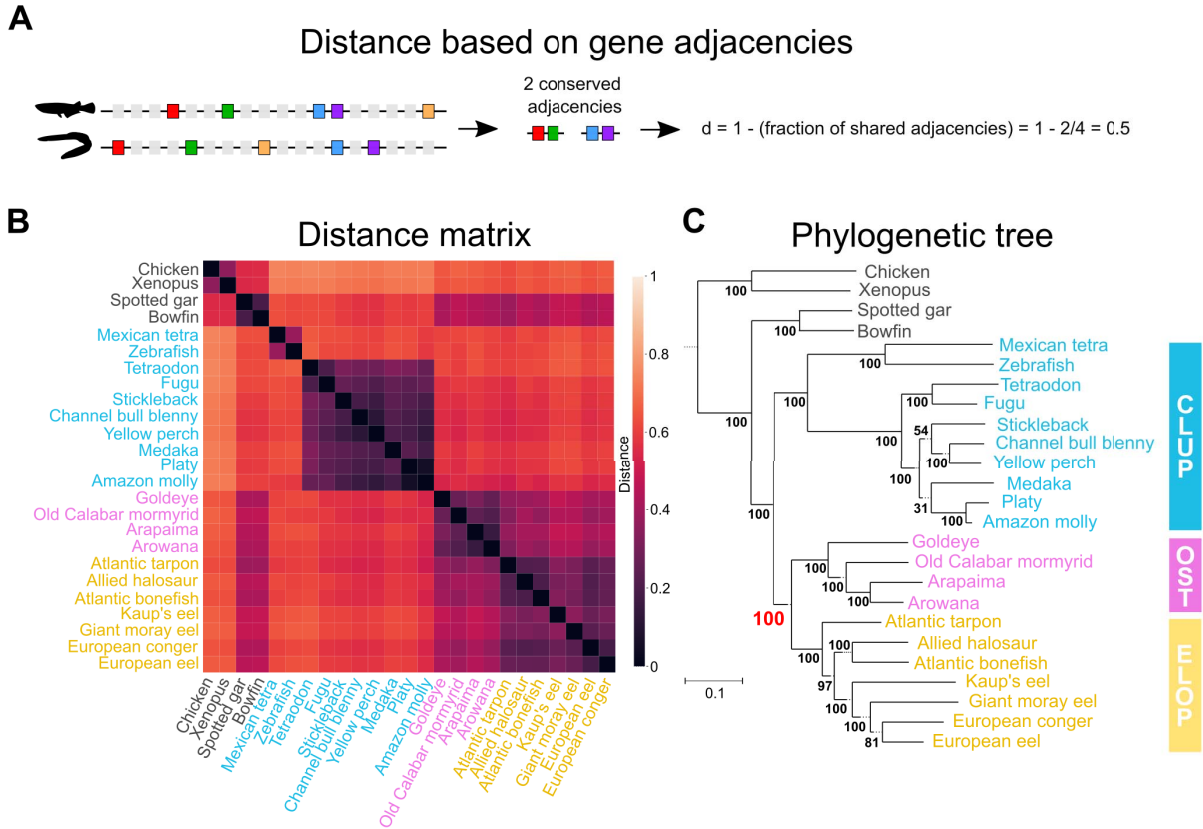 A
Distance based on gene adjacencies
2 conserved
adjacencies
d = 1 - (fraction of shared adjacencies) = 1 - 2/4 = 0.5
B
Distance matrix
Chicken
Xenopus
Spotted gar
Bowfin
Mexican tetra
Zebrafish
Tetraodon
Fugu
Stickleback
Channel bull blenny
Yellow perch
Medaka
Platy
Amazon molly
Goldeye
Old Calabar mormyrid
Arapaima
Arowana
Atlantic tarpon
Allied halosaur
Atlantic bonefish
Kaup's eel
Giant moray eel
European conger
European eel
Chicken
Xenopus
Spotted gar
Bowfin
Mexican tetra
Zebrafish
Tetraodon
Fugu
Stickleback
Channel bull blenny
Yellow perch
Medaka
Platy
Amazon molly
Goldeye
Old Calabar mormyrid
Arapaima
Arowana
Atlantic tarpon
Allied halosaur
Atlantic bonefish
Kaup's eel
Giant moray eel
European eel
European conger
1
0.8
0.6
0.4
0.2
0
Distance
C
Phylogenetic tree
Chicken
100
Xenopus
Spotted gar
100
Bowfin
Mexican tetra
100
Zebrafish
100
Tetraodon
100
Fugu
100
54
Stickleback
Channel bull blenny
100
Yellow perch
100
Medaka
31
Platy
100
Amazon molly
100
Goldeye
100
Old Calabar mormyrid
100
Arapaima
100
Arowana
100
Atlantic tarpon
100
100
Allied halosaur
Atlantic bonefish
97
Kaup's eel
100
Giant moray eel
100
European conger
81
European eel
0.1
CLUP
OST
ELOP